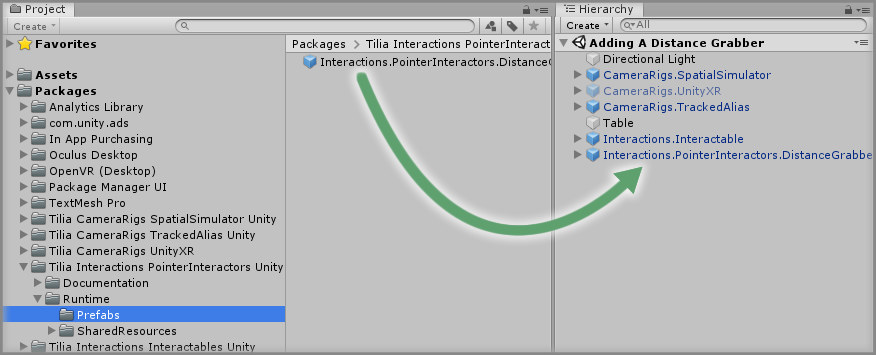 Project
Create
Favorites
Assets
Packages
Analytics Library
com.unity.ads
In App Purchasing
Oculus Desktop
OpenVR (Desktop)
Package Manager UI
TextMesh Pro
Tilia CameraRigs SpatialSimulator Unity
Tilia CameraRigs TrackedAlias Unity
Tilia CameraRigs UnityXR
Tilia Interactions PointerInteractors Unity
Documentation
Runtime
Prefabs
SharedResources
Tilia Interactions Interactables Unity
Packages > Tilia Interactions PointerInteract
Interactions.PointerInteractors.DistanceG
Hierarchy
Create All
Adding A Distance Grabber
Directional Light
CameraRigs.SpatialSimulator
CameraRigs.UnityXR
CameraRigs.TrackedAlias
Table
Interactions.Interactable
Interactions.PointerInteractors.DistanceGrabbe